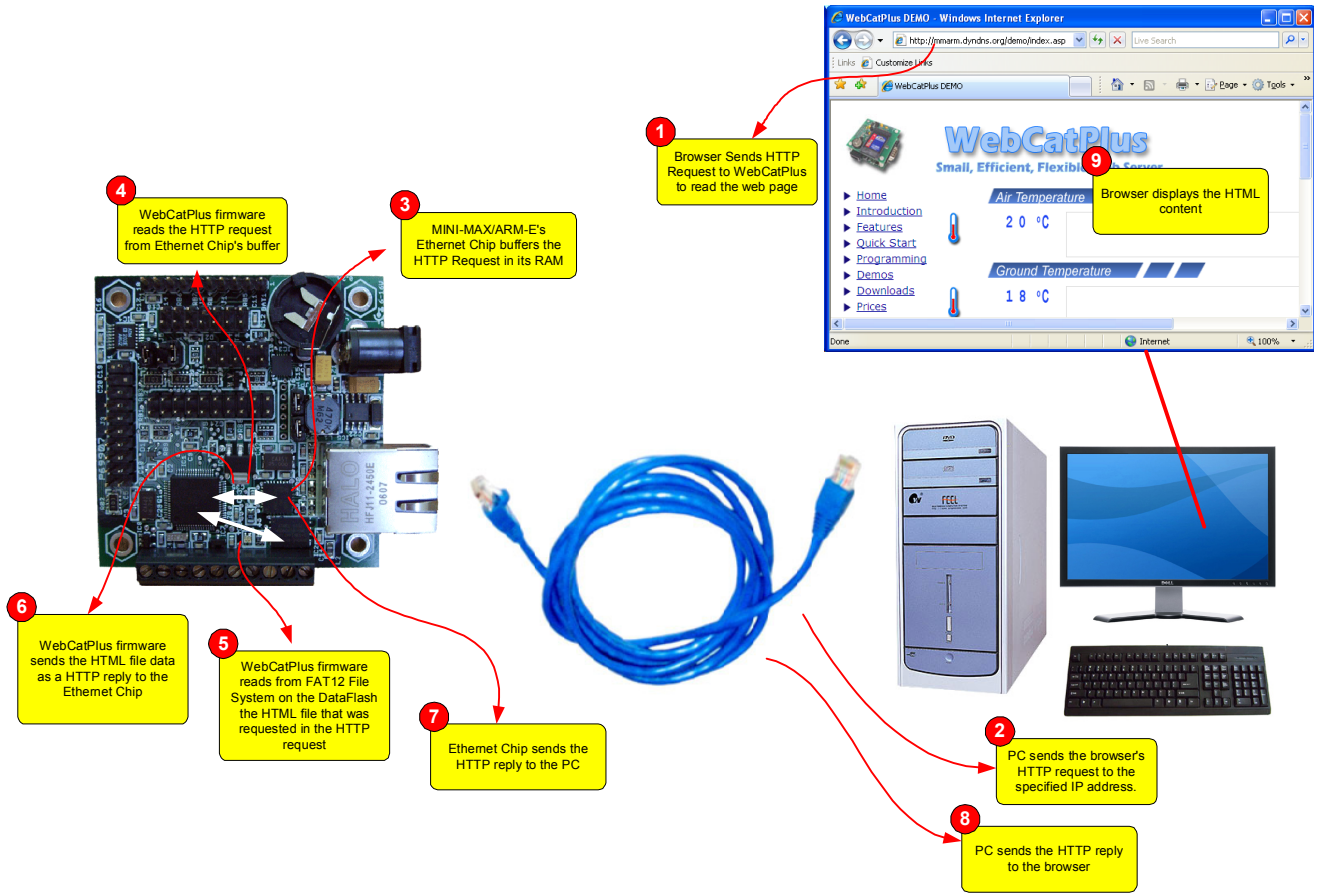 WebCatPlus DEMO - Windows Internet Explorer
http://mmarm.dyndns.org/demo/index.asp
Live Search
Links Customize Links
WebCatPlus DEMO
Page
Tools
WebCatPlus
Small, Efficient, Flexible
Server
Home
Introduction
Features
Quick Start
Programming
Demos
Downloads
Prices
Air Temperature
20 °C
Ground Temperature
18 °C
Done
Internet
100%
1
Browser Sends HTTP
Request to WebCatPlus
to read the web page
9
Browser displays the HTML
content
4
WebCatPlus firmware
reads the HTTP request
from Ethernet Chip's buffer
3
MINI-MAX/ARM-E's
Ethernet Chip buffers the
HTTP Request in its RAM
HALO
HFJ11-2450E
0607
6
WebCatPlus firmware
sends the HTML file data
as a HTTP reply to the
Ethernet Chip
5
WebCatPlus firmware
reads from FAT12 File
System on the DataFlash
the HTML file that was
requested in the HTTP
request
7
Ethernet Chip sends the
HTTP reply to the PC
2
PC sends the browser's
HTTP request to the
specified IP address.
8
PC sends the HTTP reply
to the browser
DELL